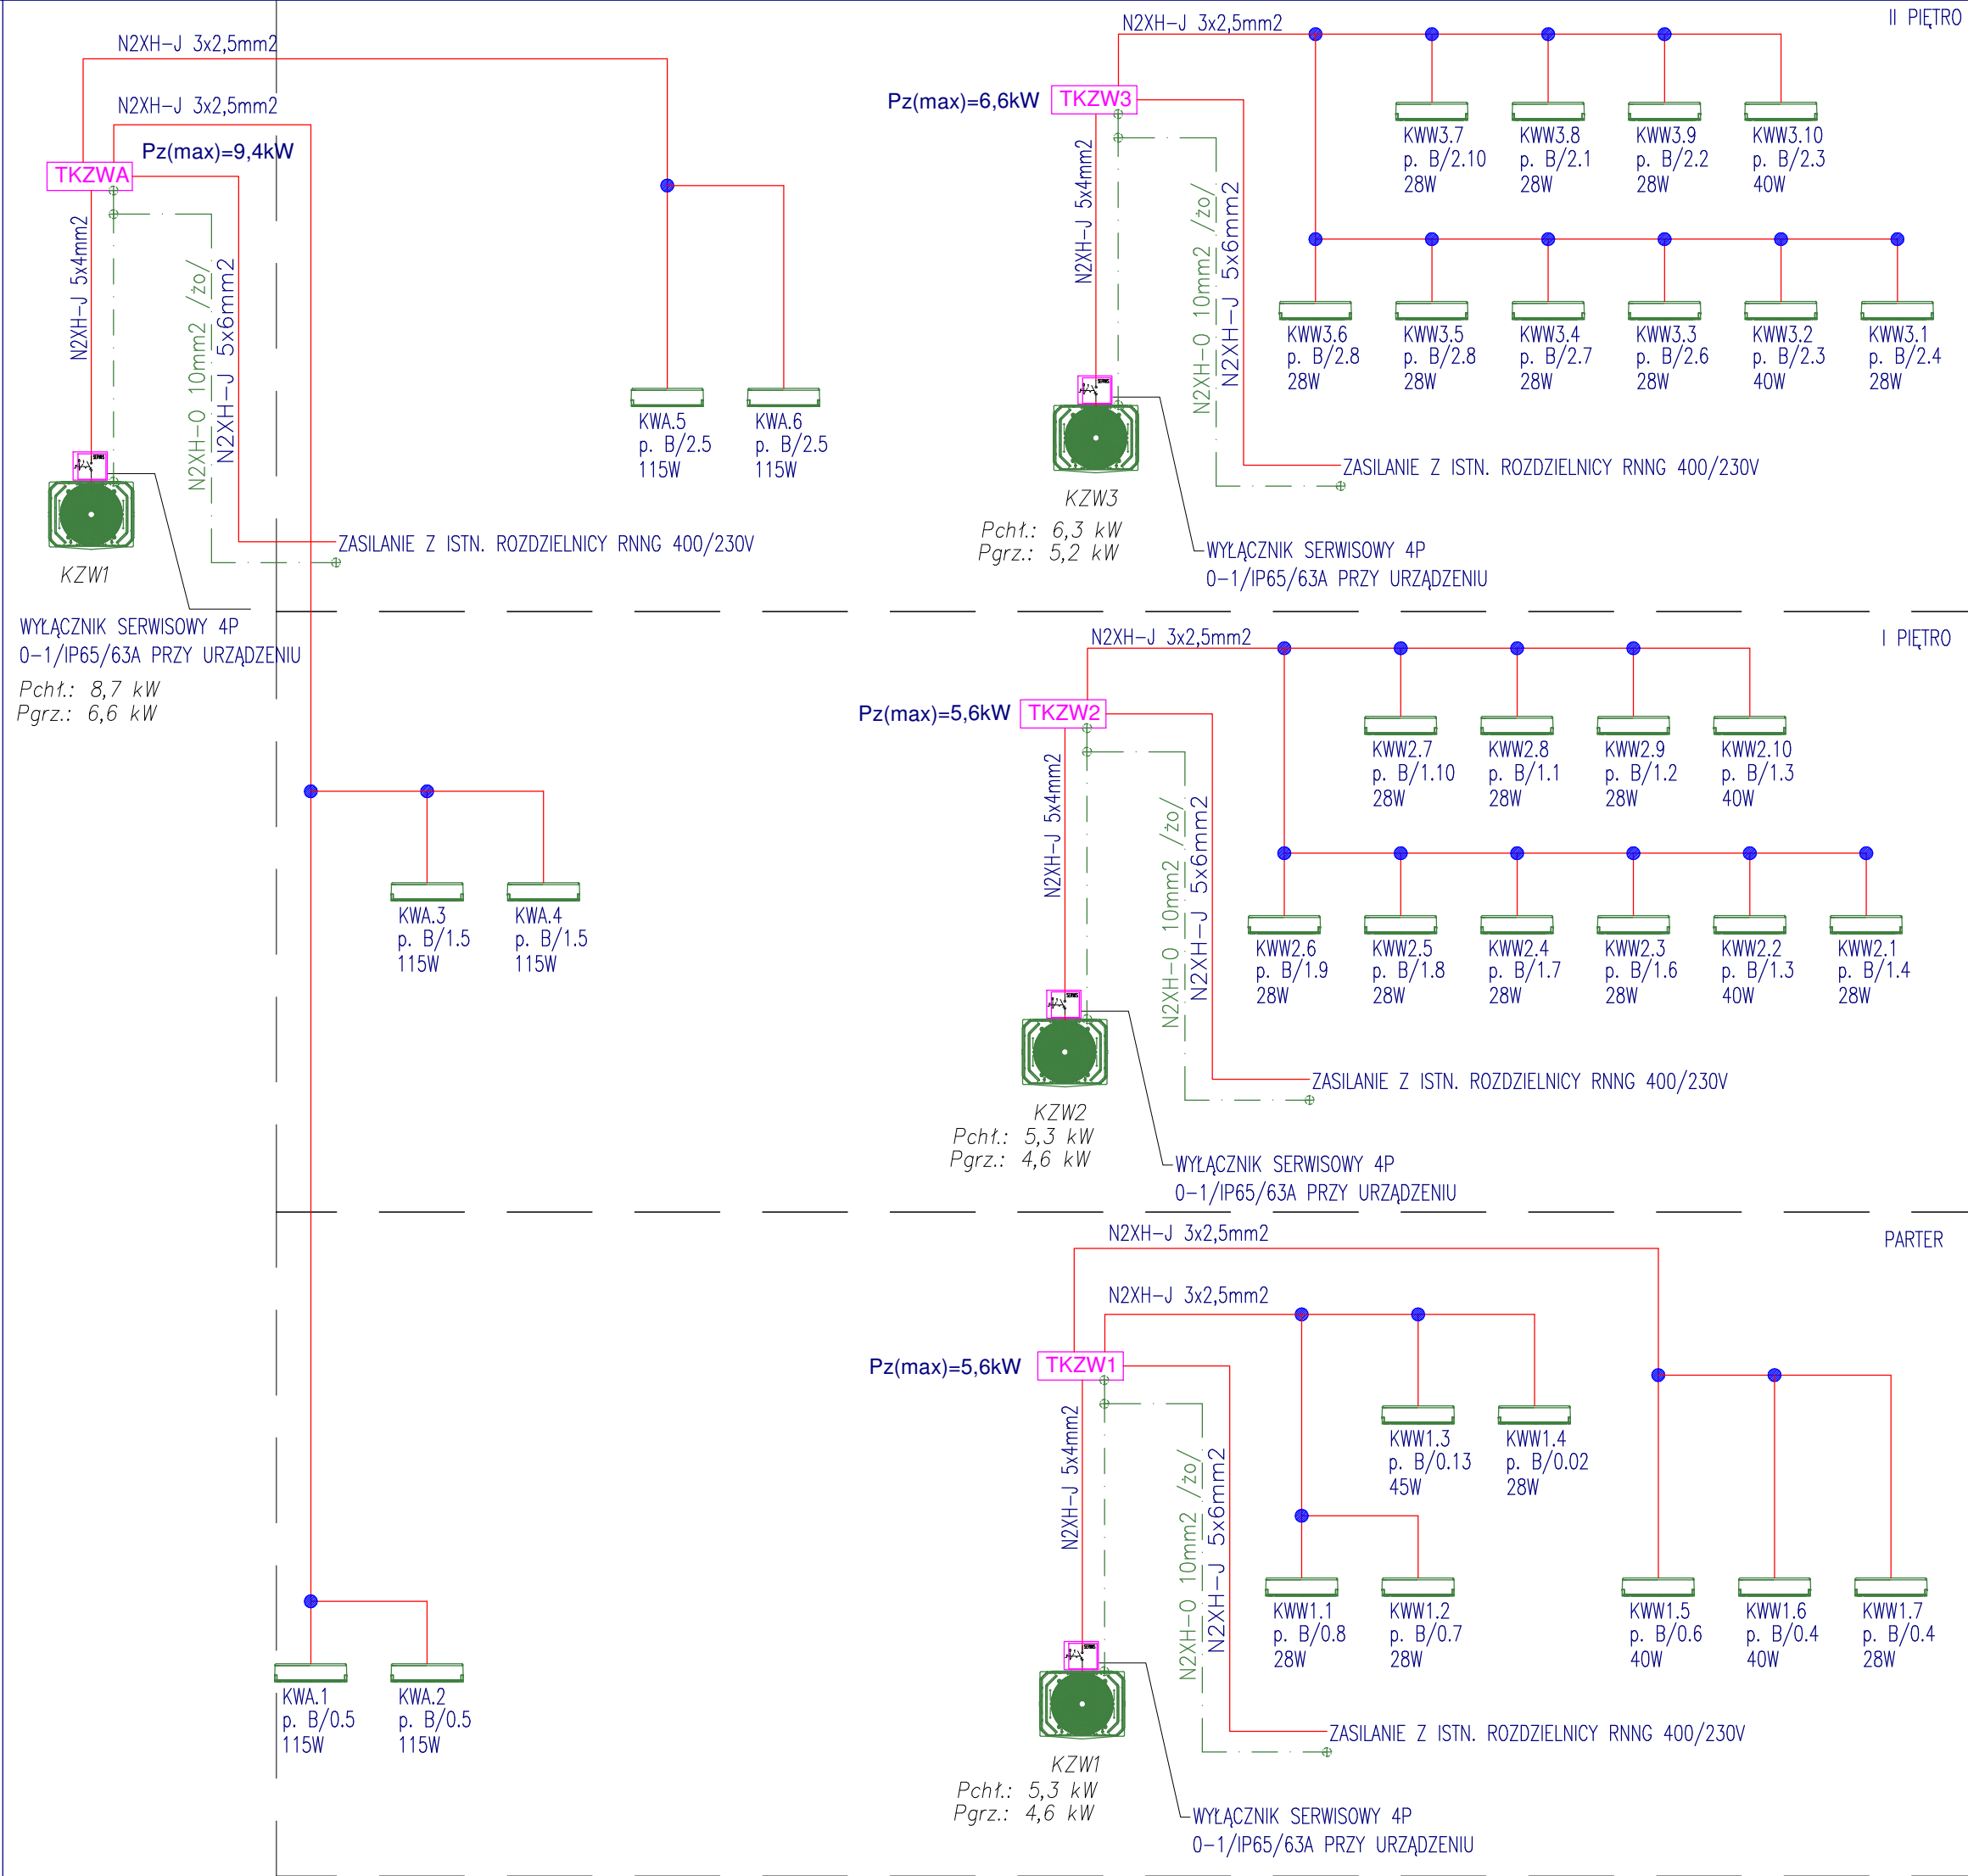 II PIĘTRO
N2XH-J 3x2,5mm2
N2XH-J 3x2,5mm2
Pz(max)=9,4kW
TKZWA
N2XH-J 5x4mm2
N2XH-O 10mm2 /żo/
N2XH-J 5x6mm2
SERWIS
KZW1
ZASILANIE Z ISTN. ROZDZIELNICY RNNG 400/230V
WYŁĄCZNIK SERWISOWY 4P
0-1/IP65/63A PRZY URZĄDZENIU
Pchł.: 8,7 kW
Pgrz.: 6,6 kW
KWA.5
p. B/2.5
115W
KWA.6
p. B/2.5
115W
N2XH-J 3x2,5mm2
Pz(max)=6,6kW
TKZW3
N2XH-J 5x4mm2
N2XH-O 10mm2 /żo/
N2XH-J 5x6mm2
KWW3.7
p. B/2.10
28W
KWW3.8
p. B/2.1
28W
KWW3.9
p. B/2.2
28W
KWW3.10
p. B/2.3
40W
KWW3.6
p. B/2.8
28W
KWW3.5
p. B/2.8
28W
KWW3.4
p. B/2.7
28W
KWW3.3
p. B/2.6
28W
KWW3.2
p. B/2.3
40W
KWW3.1
p. B/2.4
28W
SERWIS
KZW3
Pchł.: 6,3 kW
Pgrz.: 5,2 kW
ZASILANIE Z ISTN. ROZDZIELNICY RNNG 400/230V
WYŁĄCZNIK SERWISOWY 4P
0-1/IP65/63A PRZY URZĄDZENIU
I PIĘTRO
KWA.3
p. B/1.5
115W
KWA.4
p. B/1.5
115W
N2XH-J 3x2,5mm2
Pz(max)=5,6kW
TKZW2
N2XH-J 5x4mm2
N2XH-O 10mm2 /żo/
N2XH-J 5x6mm2
KWW2.7
p. B/1.10
28W
KWW2.8
p. B/1.1
28W
KWW2.9
p. B/1.2
28W
KWW2.10
p. B/1.3
40W
KWW2.6
p. B/1.9
28W
KWW2.5
p. B/1.8
28W
KWW2.4
p. B/1.7
28W
KWW2.3
p. B/1.6
28W
KWW2.2
p. B/1.3
40W
KWW2.1
p. B/1.4
28W
SERWIS
KZW2
Pchł.: 5,3 kW
Pgrz.: 4,6 kW
ZASILANIE Z ISTN. ROZDZIELNICY RNNG 400/230V
WYŁĄCZNIK SERWISOWY 4P
0-1/IP65/63A PRZY URZĄDZENIU
PARTER
KWA.1
p. B/0.5
115W
KWA.2
p. B/0.5
115W
N2XH-J 3x2,5mm2
N2XH-J 3x2,5mm2
Pz(max)=5,6kW
TKZW1
N2XH-J 5x4mm2
N2XH-O 10mm2 /żo/
N2XH-J 5x6mm2
KWW1.3
p. B/0.13
45W
KWW1.4
p. B/0.02
28W
KWW1.1
p. B/0.8
28W
KWW1.2
p. B/0.7
28W
KWW1.5
p. B/0.6
40W
KWW1.6
p. B/0.4
40W
KWW1.7
p. B/0.4
28W
SERWIS
KZW1
Pchł.: 5,3 kW
Pgrz.: 4,6 kW
ZASILANIE Z ISTN. ROZDZIELNICY RNNG 400/230V
WYŁĄCZNIK SERWISOWY 4P
0-1/IP65/63A PRZY URZĄDZENIU